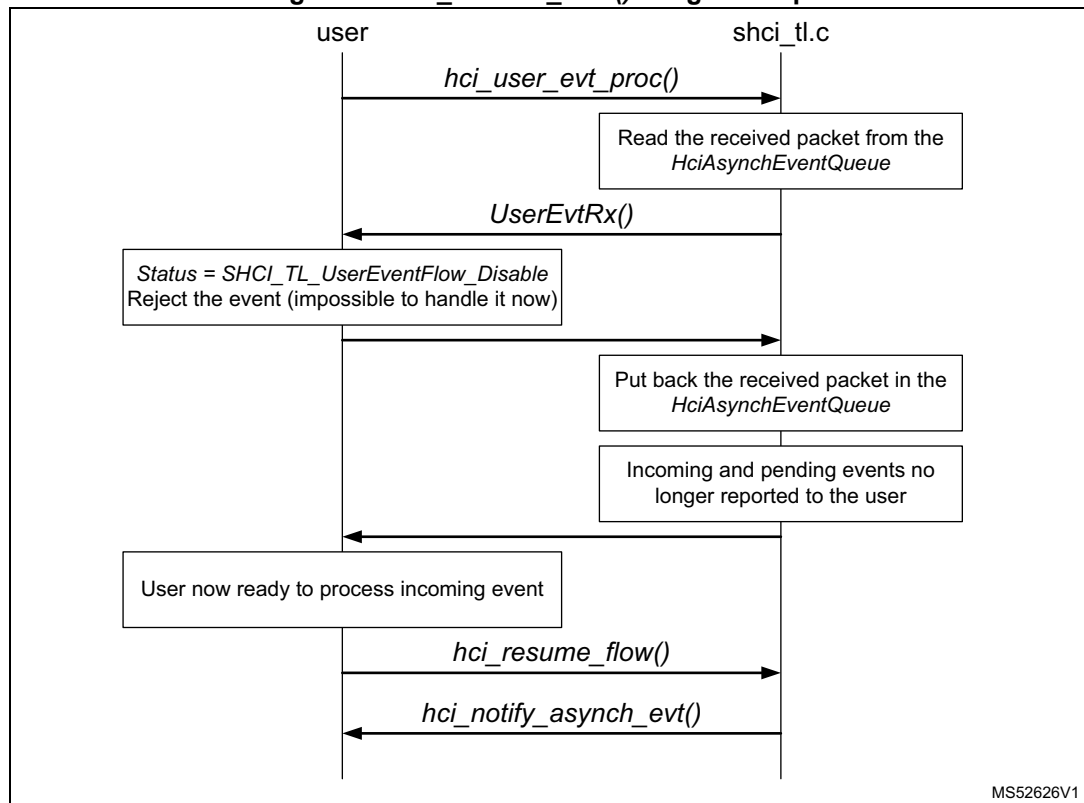 user
shci_tl.c
hci_user_evt_proc()
Read the received packet from the
HciAsynchEventQueue
UserEvtRx()
Status = SHCI_TL_UserEventFlow_Disable
Reject the event (impossible to handle it now)
Put back the received packet in the
HciAsynchEventQueue
Incoming and pending events no
longer reported to the user
User now ready to process incoming event
hci_resume_flow()
hci_notify_asynch_evt()
MS52626V1